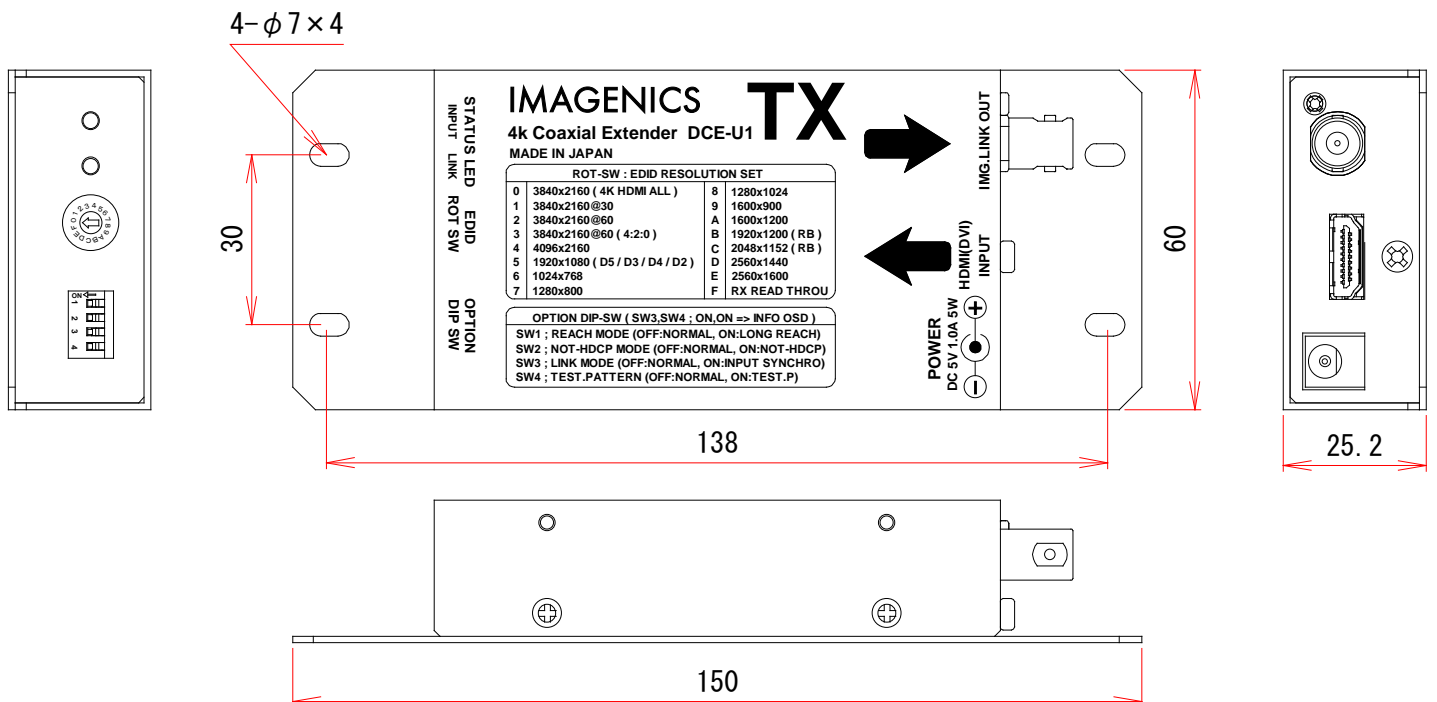 4-φ7×4
IMAGENICS TX
4k Coaxial Extender DCE-U1
MADE IN JAPAN
STATUS LED
INPUT LINK
EDID
ROT SW
OPTION
DIP SW
ROT-SW : EDID RESOLUTION SET
0 3840x2160 ( 4K HDMI ALL ) 8 1280x1024
1 3840x2160@30 9 1600x900
2 3840x2160@60 A 1600x1200
3 3840x2160@60 ( 4:2:0 ) B 1920x1200 ( RB )
4 4096x2160 C 2048x1152 ( RB )
5 1920x1080 ( D5 / D3 / D4 / D2 ) D 2560x1440
6 1024x768 E 2560x1600
7 1280x800 F RX READ THROU
OPTION DIP-SW ( SW3,SW4 ; ON,ON => INFO OSD )
SW1 ; REACH MODE (OFF:NORMAL, ON:LONG REACH)
SW2 ; NOT-HDCP MODE (OFF:NORMAL, ON:NOT-HDCP)
SW3 ; LINK MODE (OFF:NORMAL, ON:INPUT SYNCHRO)
SW4 ; TEST.PATTERN (OFF:NORMAL, ON:TEST.P)
IMG.LINK OUT
HDMI(DVI)
INPUT
POWER
DC 5V 1.0A 5W
0123456789ABCDEF
ON
1
2
3
4
30
60
138
25.2
150